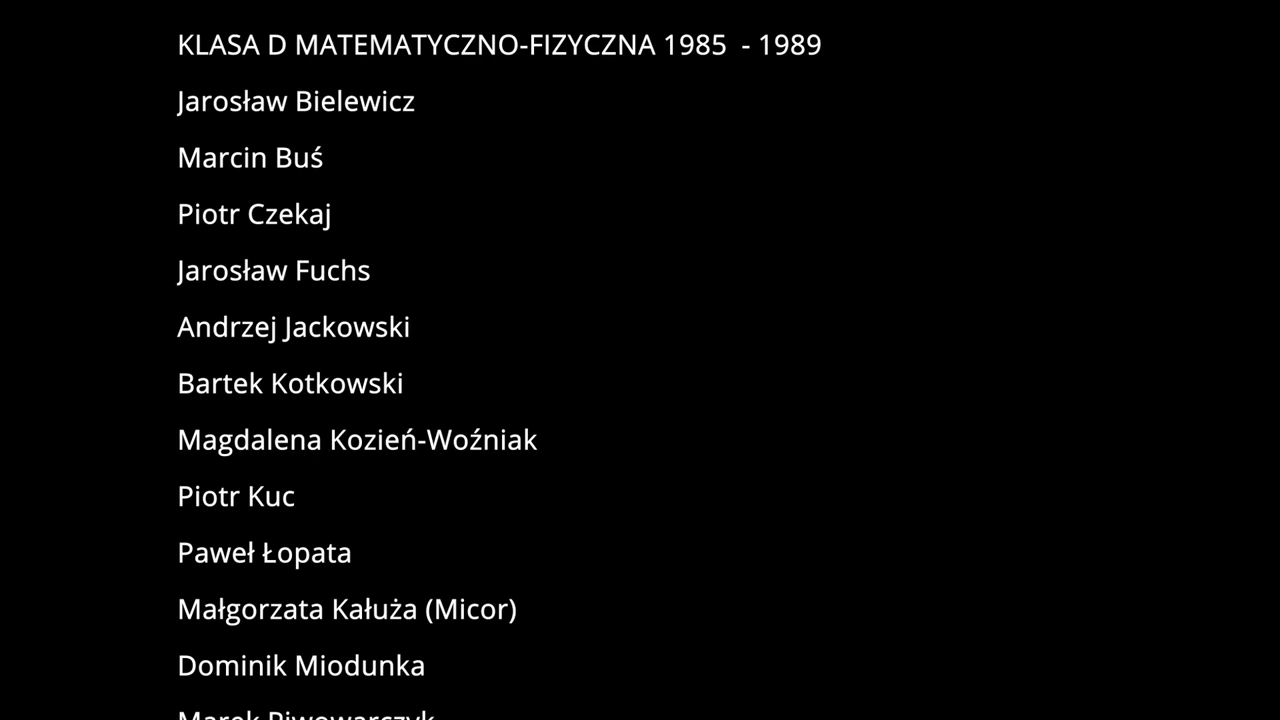 KLASA D MATEMATYCZNO-FIZYCZNA 1985  - 1989
Jarosław Bielewicz
Marcin Buś
Piotr Czekaj
Jarosław Fuchs
Andrzej Jackowski
Bartek Kotkowski
Magdalena Kozień-Woźniak
Piotr Kuc
Paweł Łopata
Małgorzata Kałuża (Micor)
Dominik Miodunka
Marek Piwowarczyk